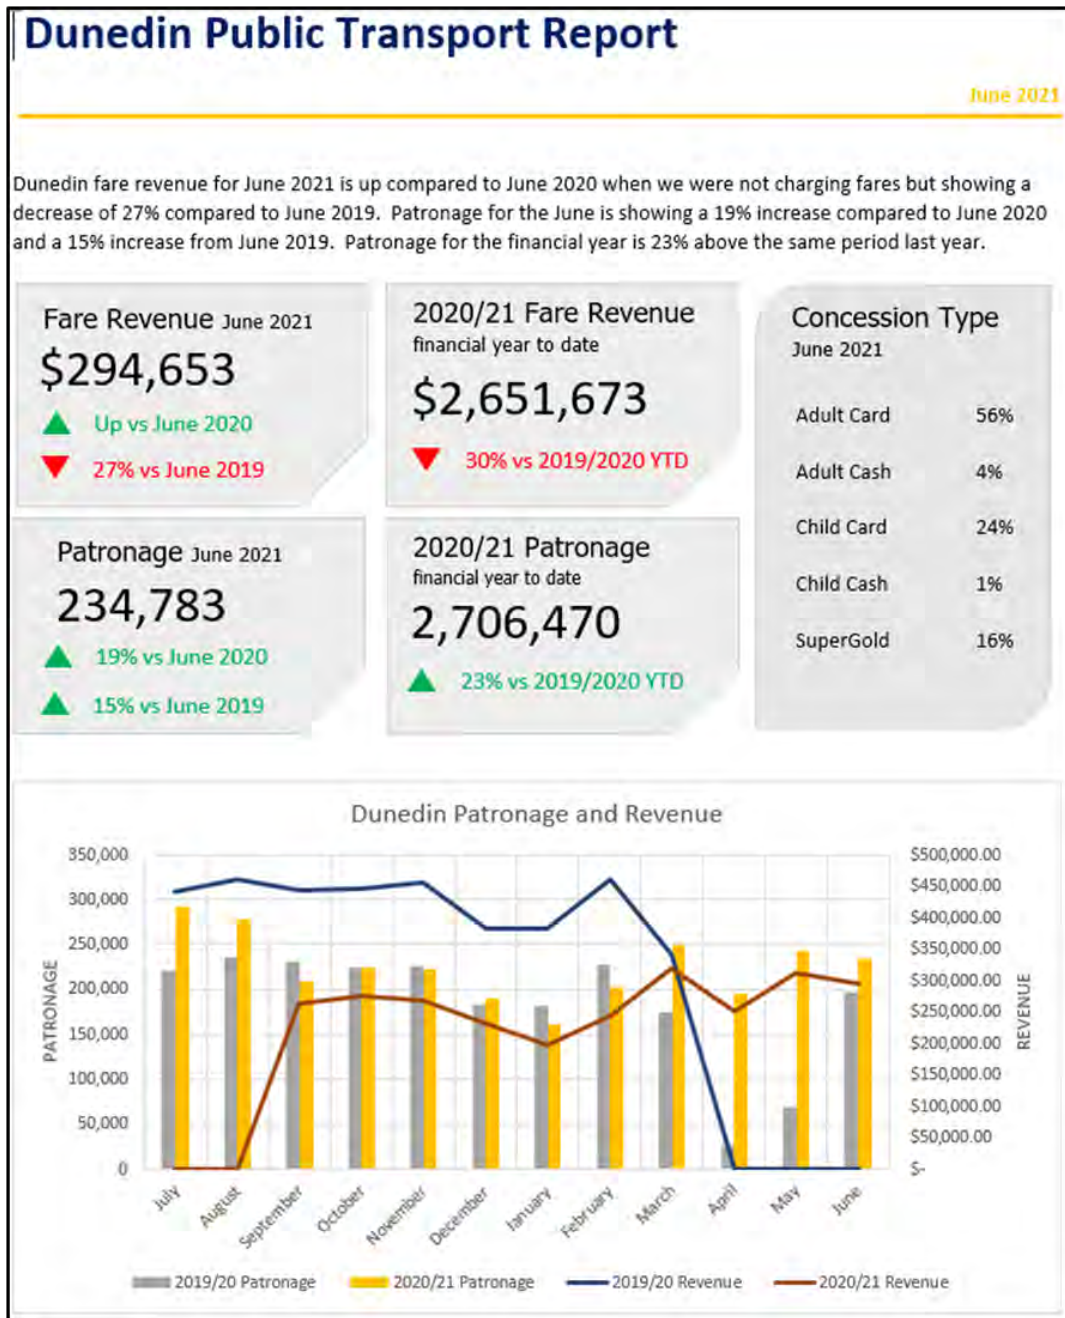 Dunedin Public Transport Report
June 2021
Dunedin fare revenue for June 2021 is up compared to June 2020 when we were not charging fares but showing a
decrease of 27% compared to June 2019. Patronage for the June is showing a 19% increase compared to June 2020
and a 15% increase from June 2019. Patronage for the financial year is 23% above the same period last year.
Fare Revenue June 2021
$294,653
Up vs June 2020
27% vs June 2019
2020/21 Fare Revenue
financial year to date
$2,651,673
30% vs 2019/2020 YTD
Patronage June 2021
234,783
19% vs June 2020
15% vs June 2019
2020/21 Patronage
financial year to date
2,706,470
23% vs 2019/2020 YTD
Concession Type
June 2021
Adult Card 56%
Adult Cash 4%
Child Card 24%
Child Cash 1%
SuperGold 16%
Dunedin Patronage and Revenue
PATRONAGE
350,000
300,000
250,000
200,000
150,000
100,000
50,000
0
$500,000.00
$450,000.00
$400,000.00
$350,000.00
$300,000.00
$250,000.00
$200,000.00
$150,000.00
$100,000.00
$50,000.00
$-
REVENUE
July
August
September
October
November
December
January
February
March
April
May
June
2019/20 Patronage
2020/21 Patronage
2019/20 Revenue
2020/21 Revenue